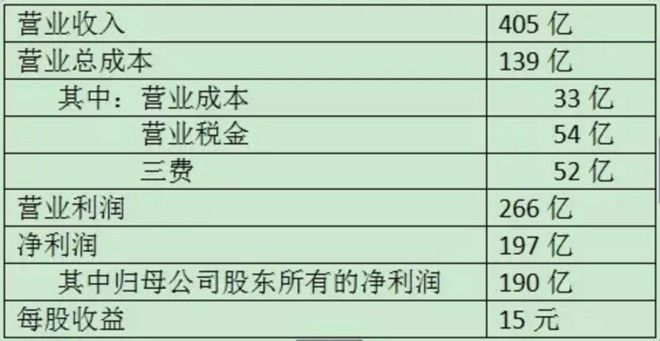 营业收入 405 亿
营业总成本 139 亿
其中：营业成本 33 亿
营业税金 54 亿
三费 52 亿
营业利润 266 亿
净利润 197 亿
其中归母公司股东所有的净利润 190 亿
每股收益 15 元